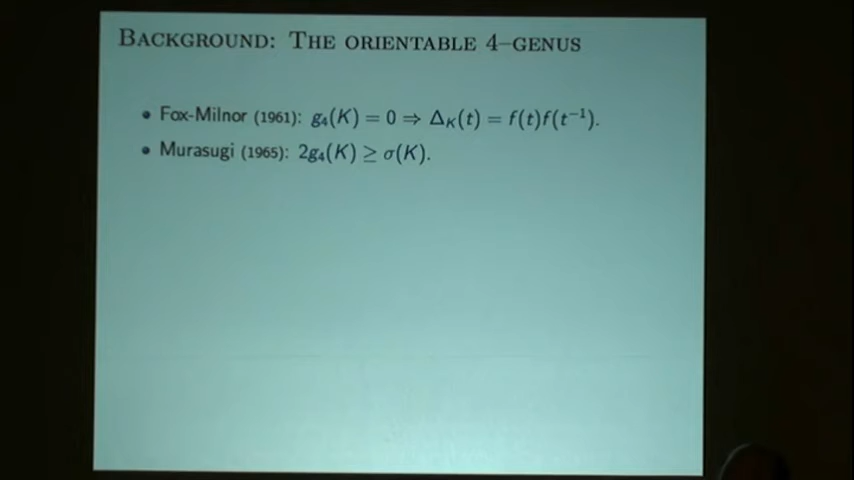 BACKGROUND: THE ORIENTABLE 4–GENUS
• Fox-Milnor (1961): g₄(K) = 0 ⇒ Δ_K(t) = f(t)f(t⁻¹).
• Murasugi (1965): 2g₄(K) ≥ σ(K).